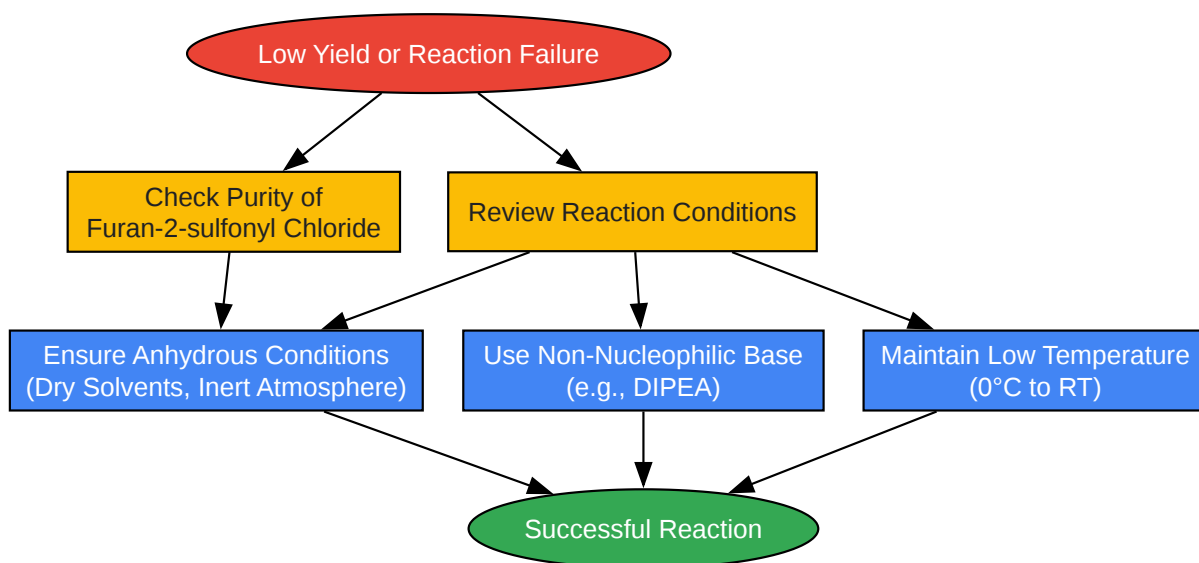 Low Yield or Reaction Failure
Check Purity of
Furan-2-sulfonyl Chloride
Review Reaction Conditions
Ensure Anhydrous Conditions
(Dry Solvents, Inert Atmosphere)
Use Non-Nucleophilic Base
(e.g., DIPEA)
Maintain Low Temperature
(0°C to RT)
Successful Reaction